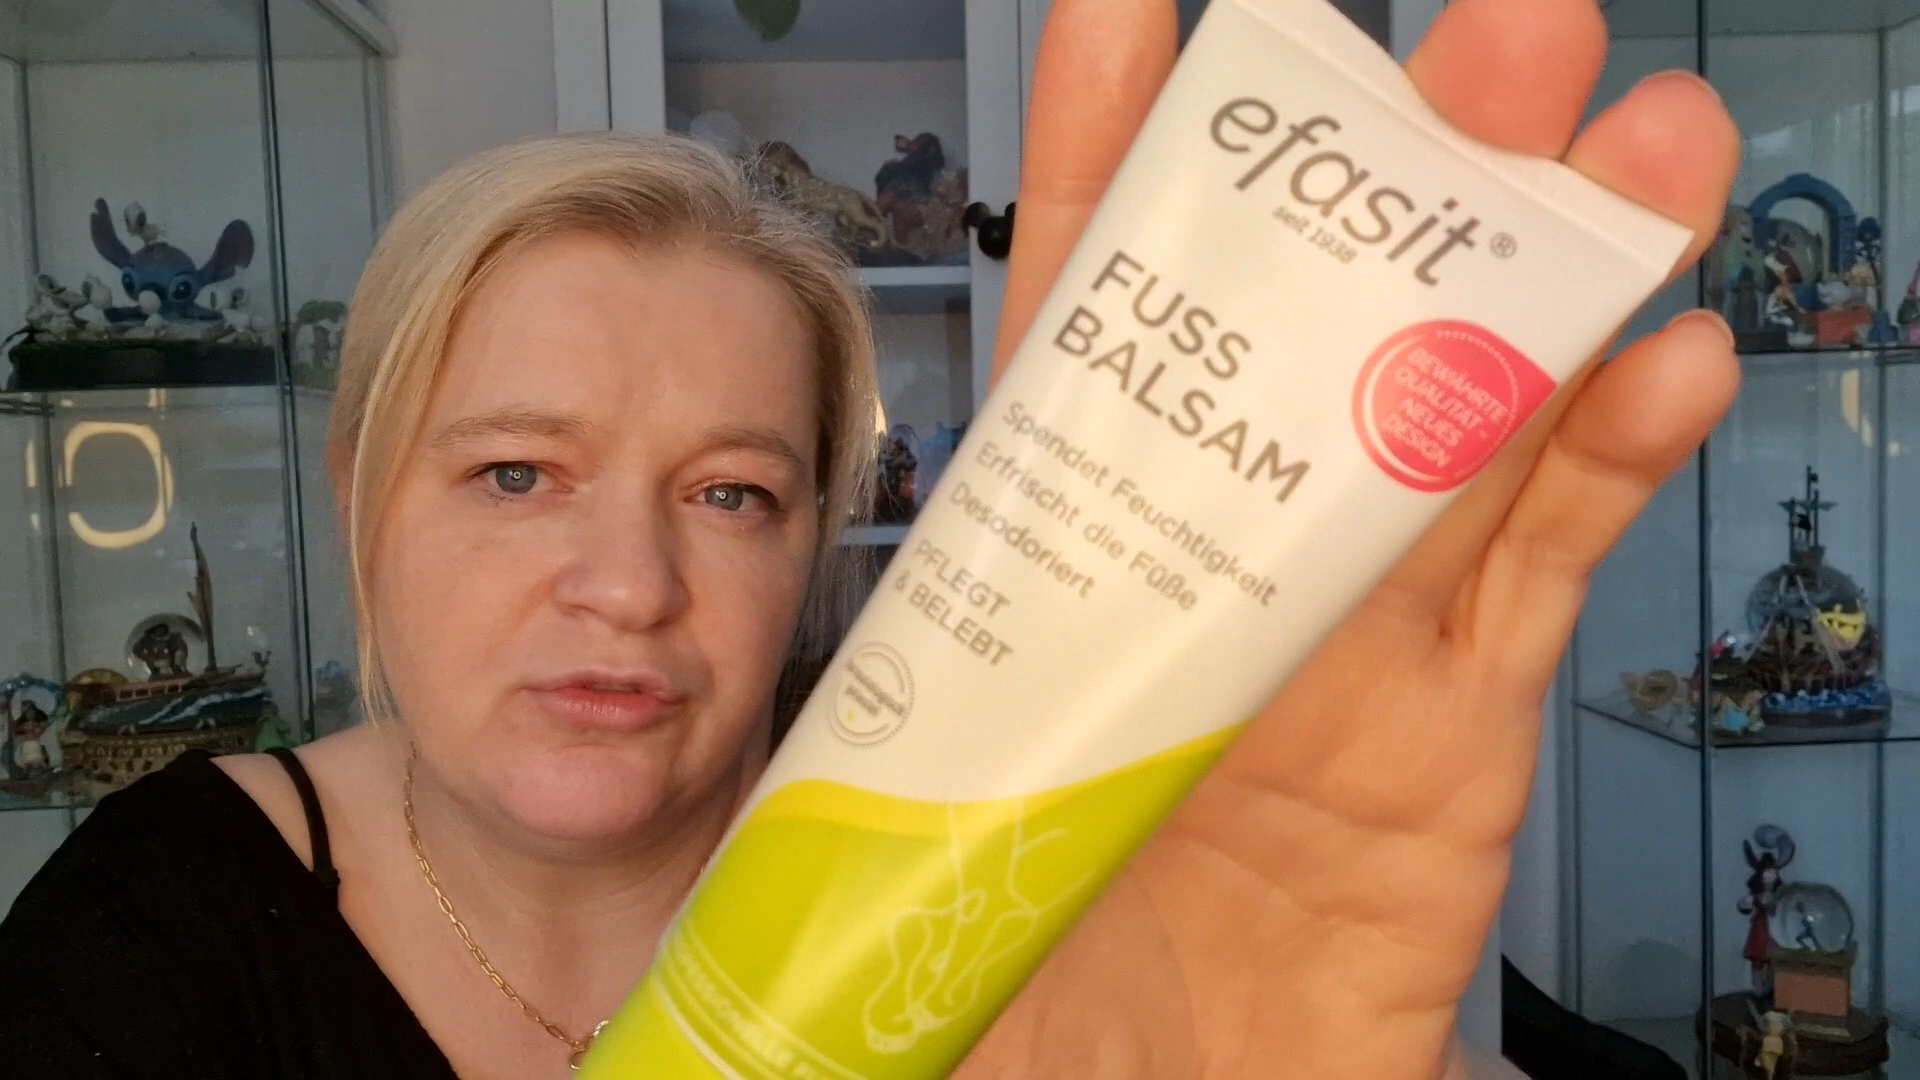 efasit®
seit 1938
FUSS
BALSAM
BEWÄHRTE
QUALITÄT -
NEUES
DESIGN
Spendet Feuchtigkeit
Erfrischt die Füße
Desodoriert
PFLEGT
& BELEBT